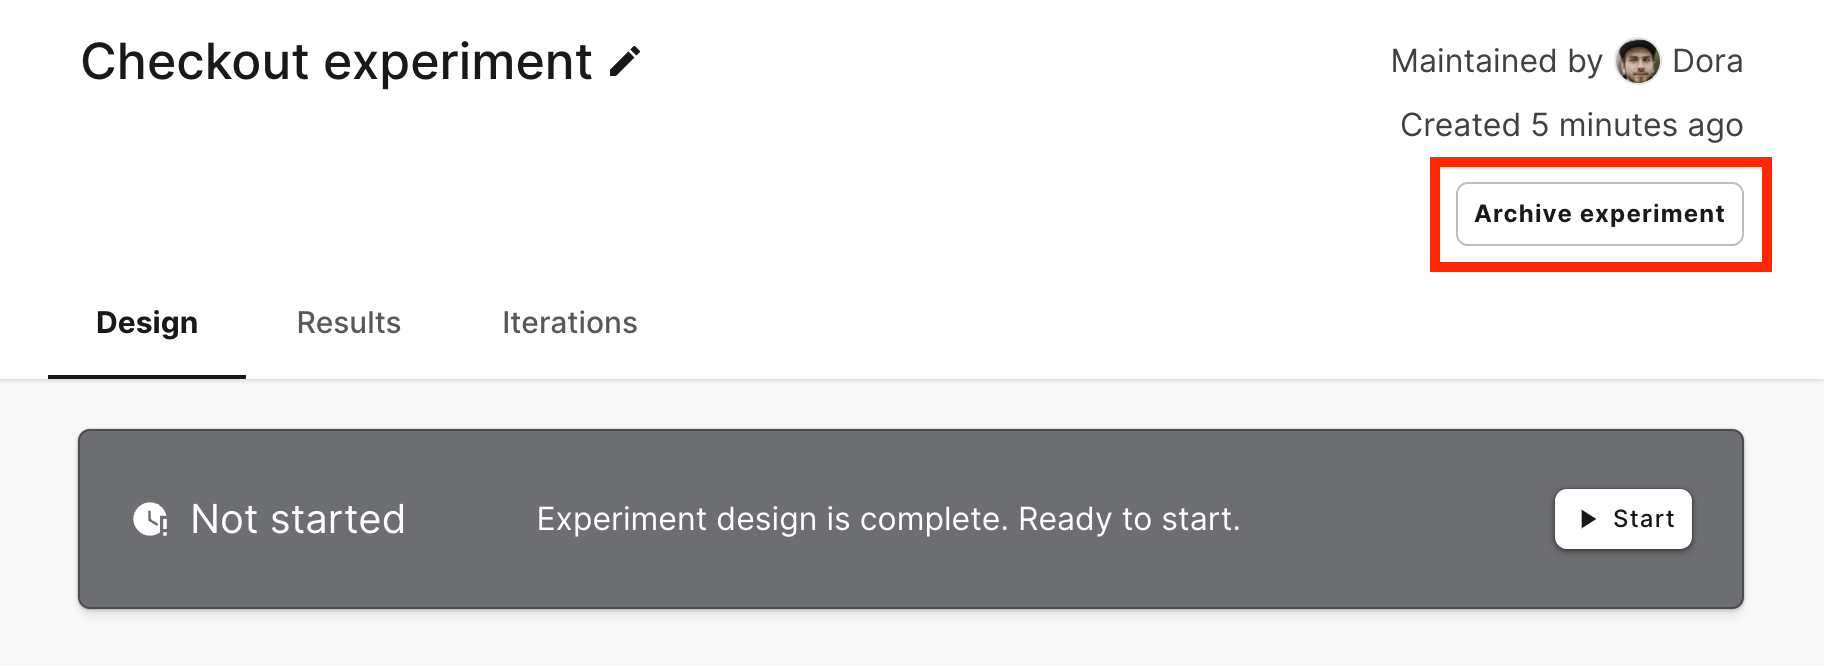 Checkout experiment
Maintained by Dora
Created 5 minutes ago
Archive experiment
Design Results Iterations
Not started Experiment design is complete. Ready to start. Start